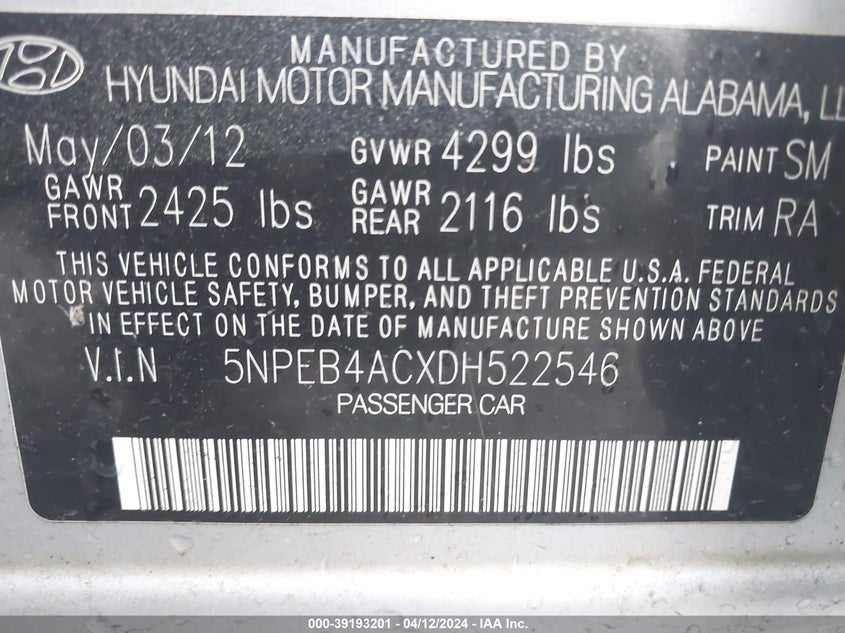 MANUFACTURED BY
HYUNDAI MOTOR MANUFACTURING ALABAMA, LL
May/03/12 GVWR 4299 lbs PAINT SM
GAWR FRONT 2425 lbs GAWR REAR 2116 lbs TRIM RA
THIS VEHICLE CONFORMS TO ALL APPLICABLE U.S.A. FEDERAL
MOTOR VEHICLE SAFETY, BUMPER, AND THEFT PREVENTION STANDARDS
IN EFFECT ON THE DATE OF MANUFACTURE SHOWN ABOVE
V.I.N 5NPEB4ACXDH522546
PASSENGER CAR
000-39193201 - 04/12/2024 - IAA Inc.